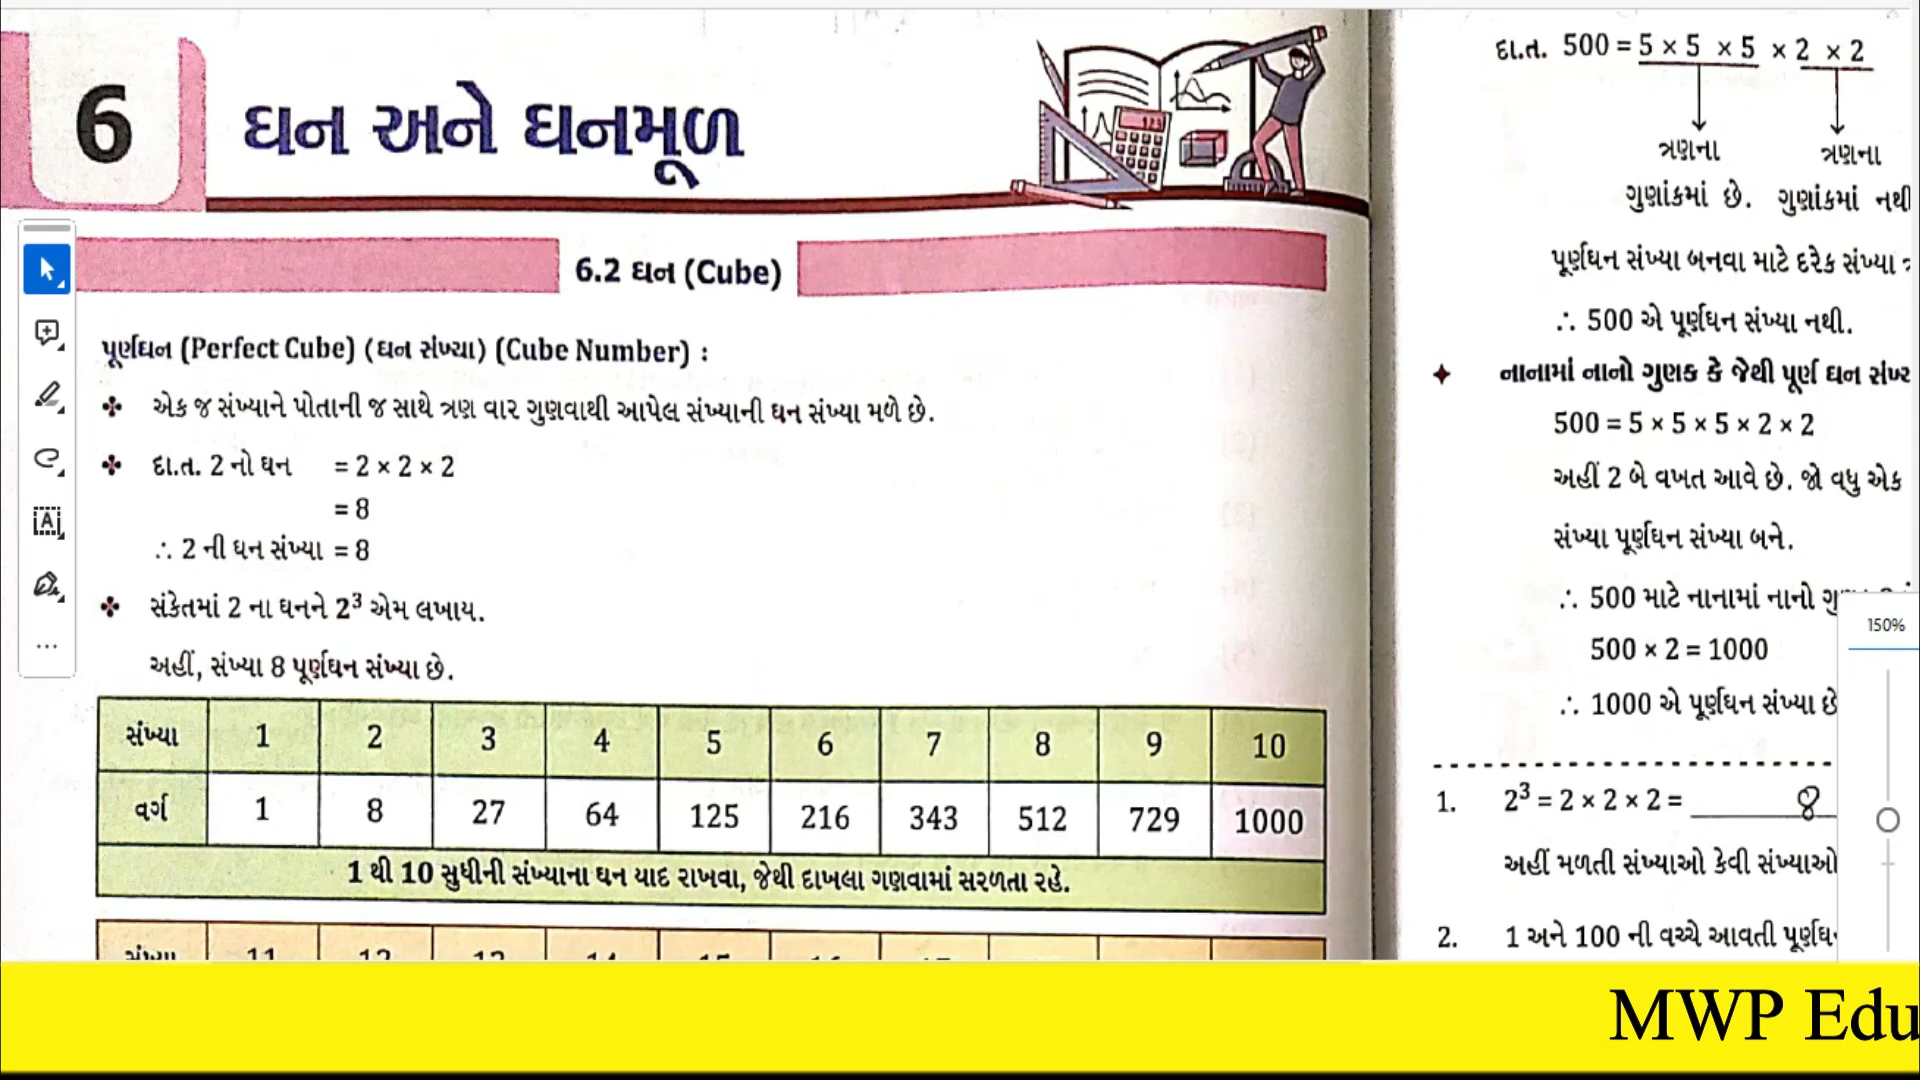 6
ઘન અને ઘનમૂળ
6.2 ઘન (Cube)
પૂર્ણઘન (Perfect Cube) (ઘન સંખ્યા) (Cube Number) :
એક જ સંખ્યાને પોતાની જ સાથે ત્રણ વાર ગુણવાથી આપેલ સંખ્યાની ઘન સંખ્યા મળે છે.
દા.ત. 2 નો ઘન = 2 × 2 × 2
= 8
∴ 2 ની ઘન સંખ્યા = 8
સંકેતમાં 2 ના ઘનને 2³ એમ લખાય.
અહીં, સંખ્યા 8 પૂર્ણઘન સંખ્યા છે.
સંખ્યા 1 2 3 4 5 6 7 8 9 10
વર્ગ 1 8 27 64 125 216 343 512 729 1000
1 થી 10 સુધીની સંખ્યાના ઘન યાદ રાખવા, જેથી દાખલા ગણવામાં સરળતા રહે.
દા.ત. 500 = 5 × 5 × 5 × 2 × 2
ત્રણના ત્રણના
ગુણાંકમાં છે. ગુણાંકમાં નથી
પૂર્ણઘન સંખ્યા બનવા માટે દરેક સંખ્યા
∴ 500 એ પૂર્ણઘન સંખ્યા નથી.
નાનામાં નાનો ગુણક કે જેથી પૂર્ણ ઘન
500 = 5 × 5 × 5 × 2 × 2
અહીં 2 બે વખત આવે છે. જો વધુ એક
સંખ્યા પૂર્ણઘન સંખ્યા બને.
∴ 500 માટે નાનામાં નાનો
500 × 2 = 1000
∴ 1000 એ પૂર્ણઘન સંખ્યા છે
1. 2³ = 2 × 2 × 2 = 8
અહીં મળતી સંખ્યાઓ કેવી સંખ્યાઓ
2. 1 અને 100 ની વચ્ચે આવતી
150%
MWP Edu